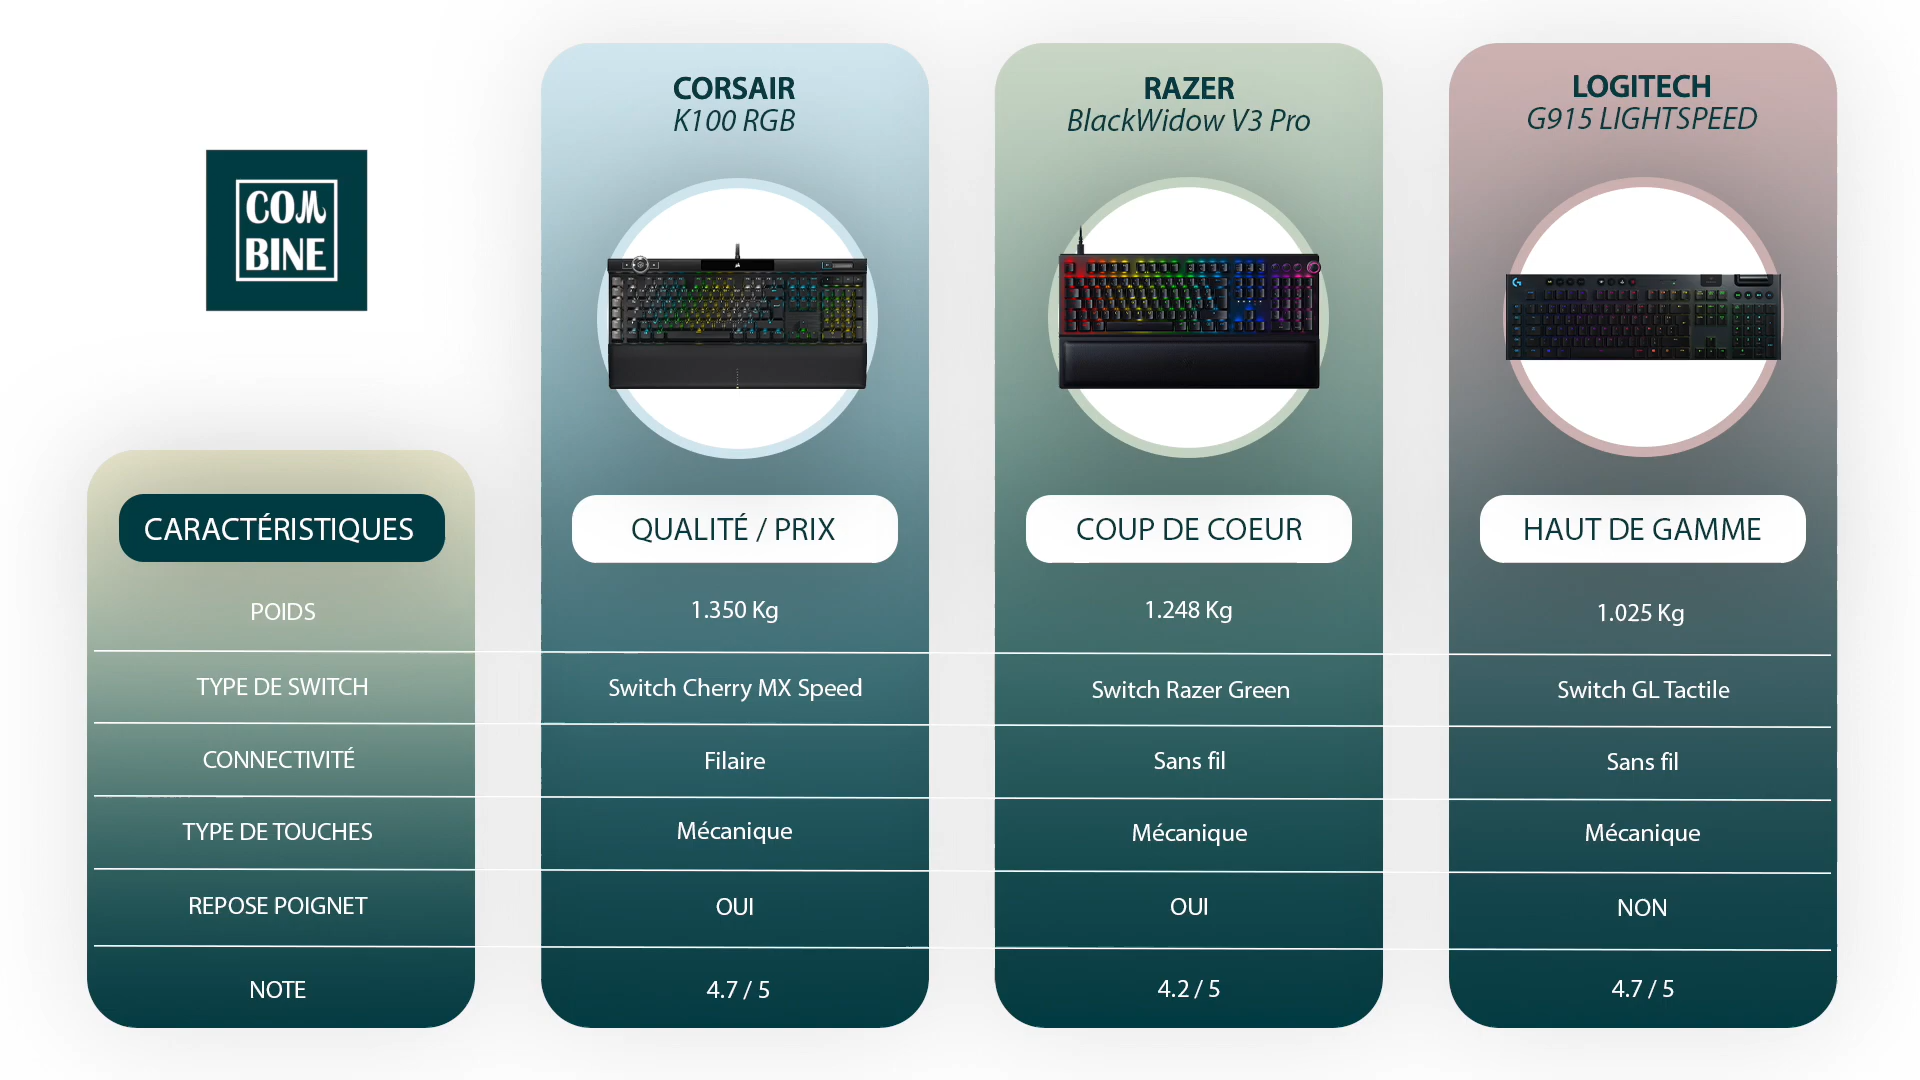 COM
BINE
CORSAIR
K100 RGB
RAZER
BlackWidow V3 Pro
LOGITECH
G915 LIGHTSPEED
CARACTÉRISTIQUES
QUALITÉ / PRIX
COUP DE COEUR
HAUT DE GAMME
POIDS
1.350 Kg
1.248 Kg
1.025 Kg
TYPE DE SWITCH
Switch Cherry MX Speed
Switch Razer Green
Switch GL Tactile
CONNECTIVITÉ
Filaire
Sans fil
Sans fil
TYPE DE TOUCHES
Mécanique
Mécanique
Mécanique
REPOSE POIGNET
OUI
OUI
NON
NOTE
4.7 / 5
4.2 / 5
4.7 / 5